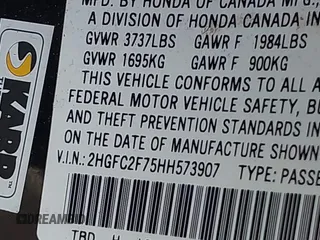 MFD. BY HONDA OF CANADA MFG.,
A DIVISION OF HONDA CANADA IN
GVWR 3737LBS GAWR F 1984LBS
GVWR 1695KG GAWR F 900KG
THIS VEHICLE CONFORMS TO ALL A
FEDERAL MOTOR VEHICLE SAFETY, BU
AND THEFT PREVENTION STANDARDS IN
ON THE DATE OF MANUFACTURE SHOWN
V.I.N.: 2HGFC2F75HH573907 TYPE: PASSE
KARR
DREAMBID